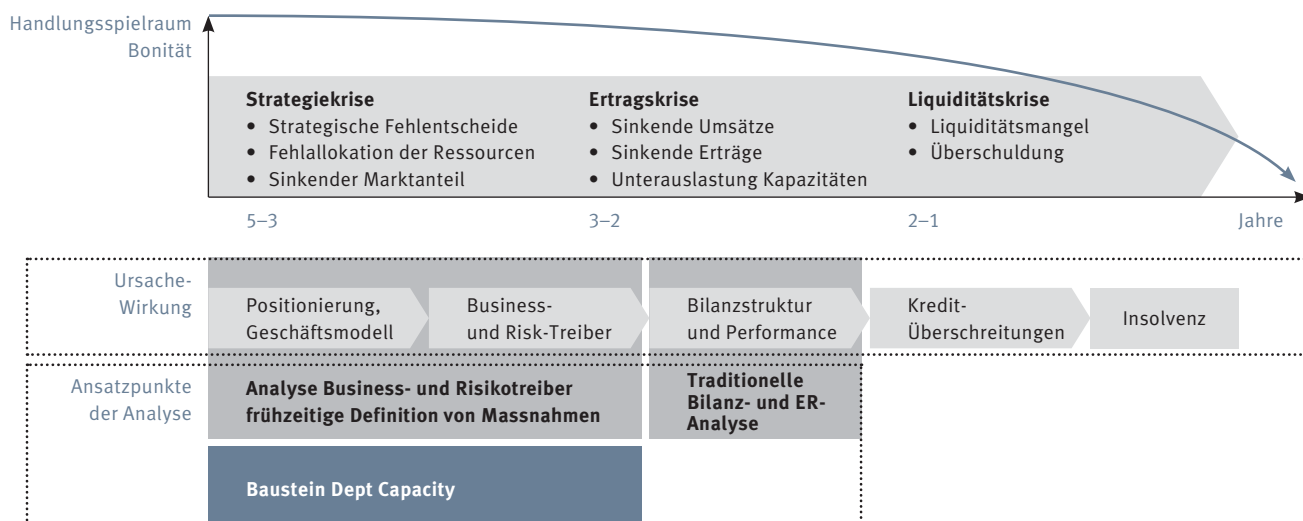 Handlungsspielraum
Bonität
Strategiekrise
• Strategische Fehlentscheide
• Fehlallokation der Ressourcen
• Sinkender Marktanteil
Ertragskrise
• Sinkende Umsätze
• Sinkende Erträge
• Unterauslastung Kapazitäten
Liquiditätskrise
• Liquiditätsmangel
• Überschuldung
5–3
3–2
2–1
Jahre
Ursache-
Wirkung
Positionierung,
Geschäftsmodell
Business-
und Risk-Treiber
Bilanzstruktur
und Performance
Kredit-
Überschreitungen
Insolvenz
Ansatzpunkte
der Analyse
Analyse Business- und Risikotreiber
frühzeitige Definition von Massnahmen
Traditionelle
Bilanz- und ER-
Analyse
Baustein Dept Capacity